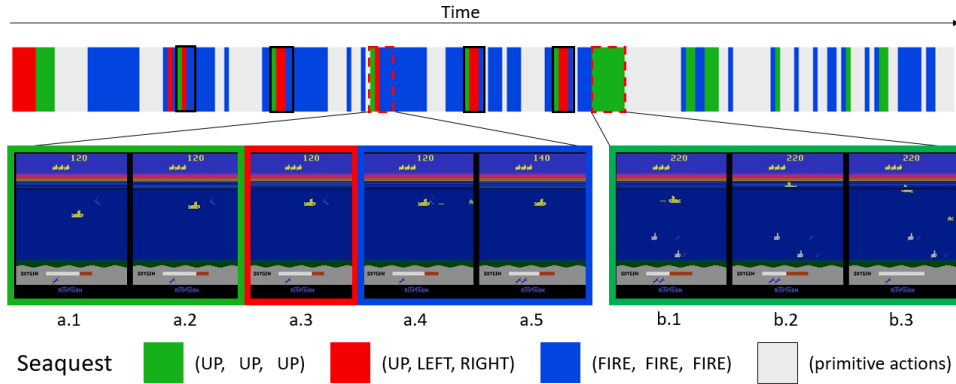 Time
120 120 120 120 140 220 220 220
OXYGEN OXYGEN OXYGEN OXYGEN OXYGEN OXYGEN OXYGEN OXYGEN
a.1 a.2 a.3 a.4 a.5 b.1 b.2 b.3
Seaquest (UP, UP, UP) (UP, LEFT, RIGHT) (FIRE, FIRE, FIRE) (primitive actions)